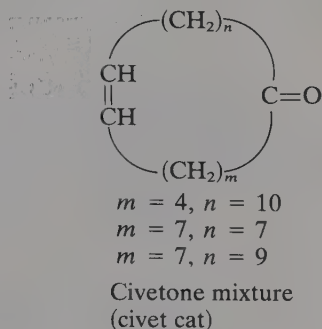 (CH₂)ₙ
CH
‖
CH
C=O
(CH₂)ₘ
m = 4, n = 10
m = 7, n = 7
m = 7, n = 9
Civetone mixture
(civet cat)